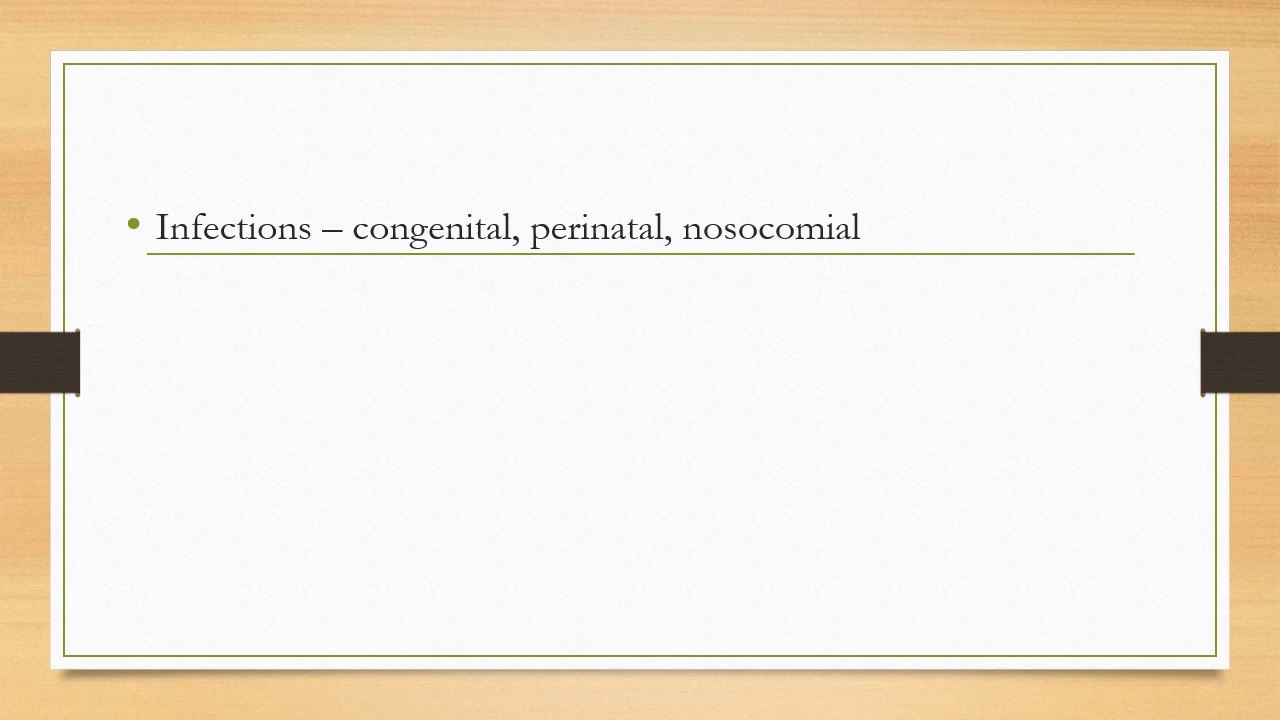 • Infections – congenital, perinatal, nosocomial